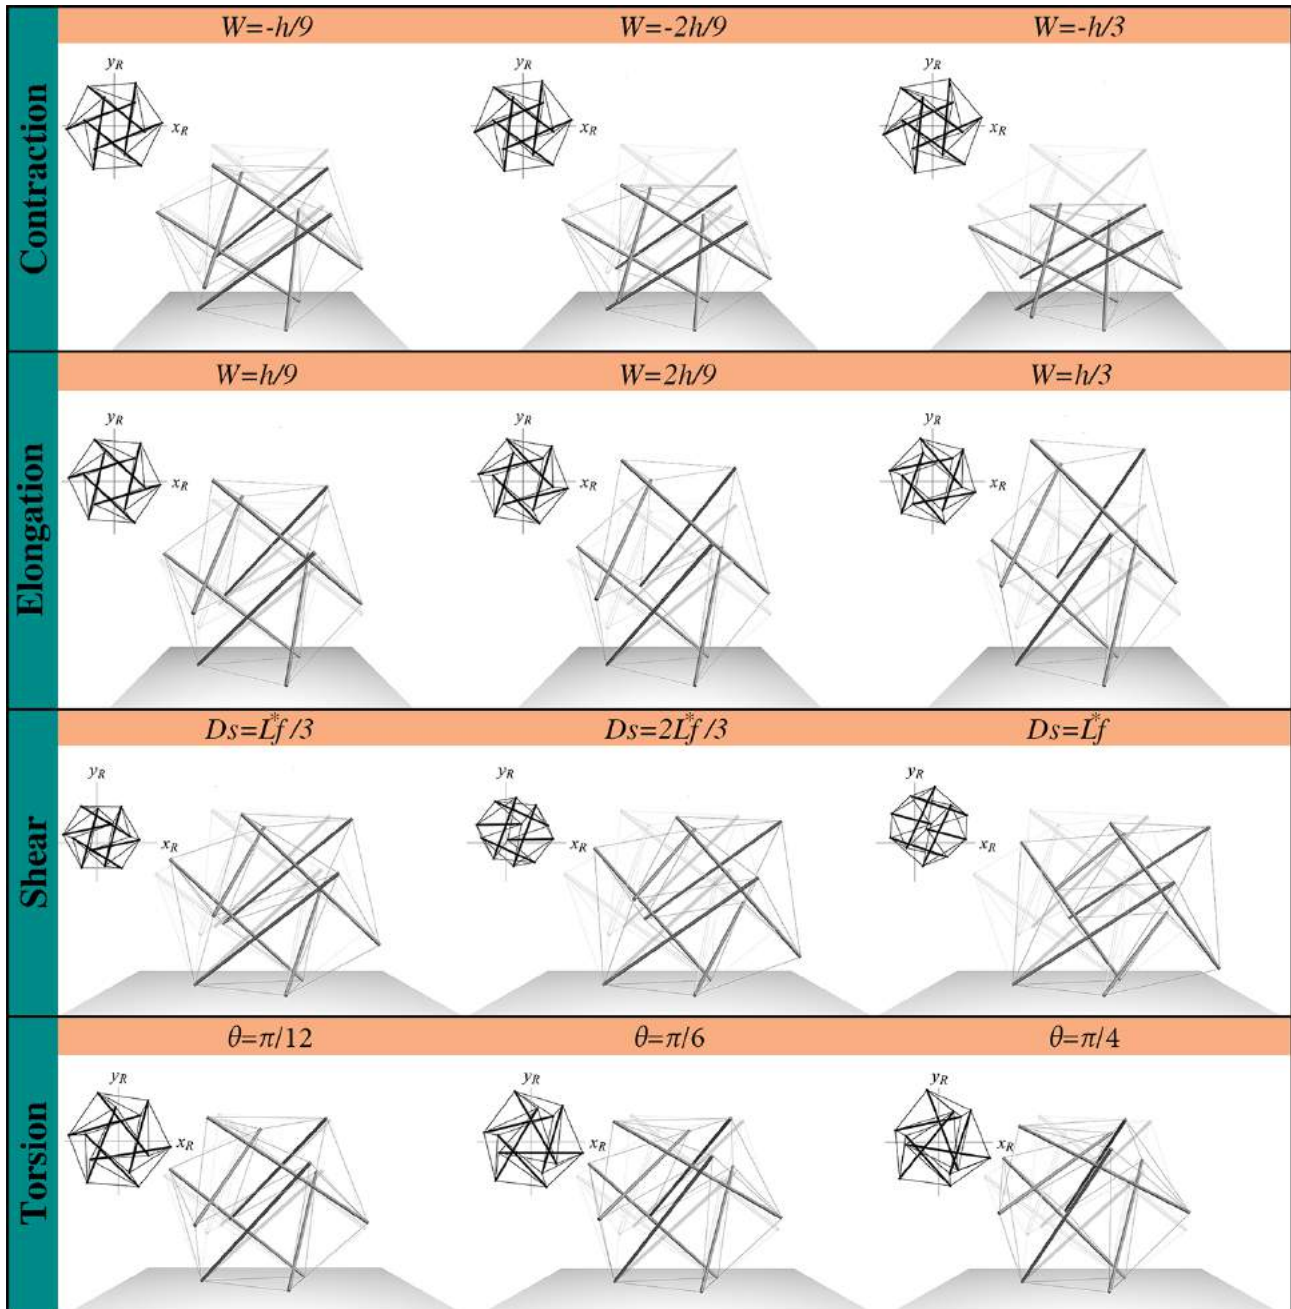 Contraction
W=-h/9
W=-2h/9
W=-h/3
yR
xR
yR
xR
yR
xR
Elongation
W=h/9
W=2h/9
W=h/3
yR
xR
yR
xR
yR
xR
Shear
Ds=L*f/3
Ds=2L*f/3
Ds=L*f
yR
xR
yR
xR
yR
xR
Torsion
θ=π/12
θ=π/6
θ=π/4
yR
xR
yR
xR
yR
xR